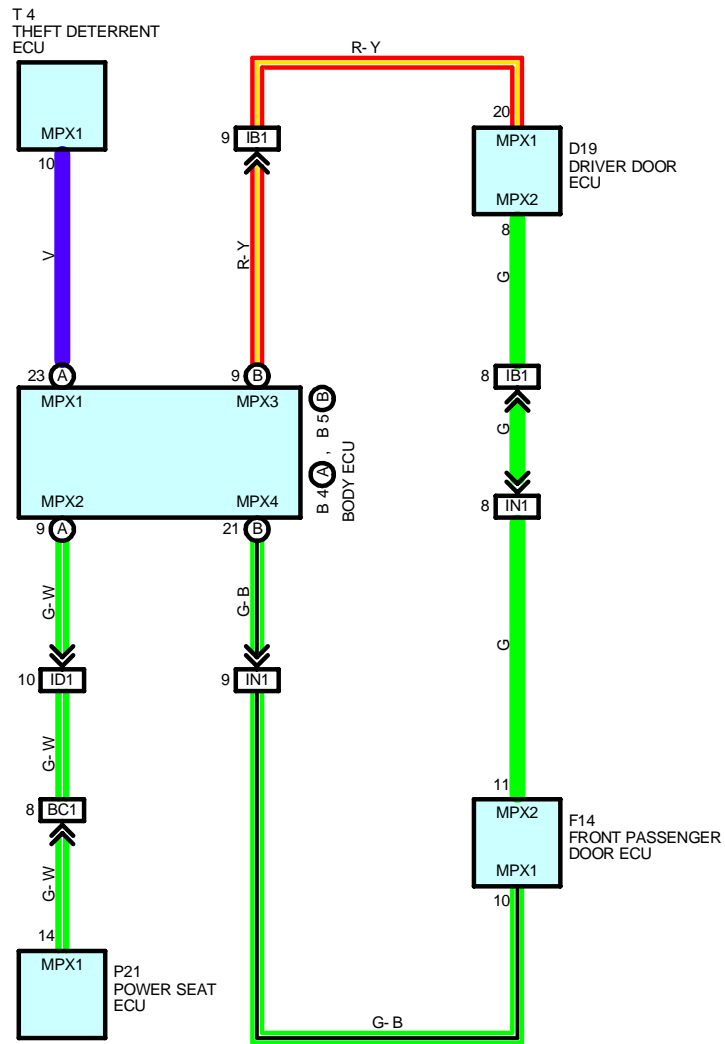 T 4
THEFT DETERRENT
ECU
MPX1
10
V
R- Y
9 IB1
R- Y
20
MPX1
D19
DRIVER DOOR
ECU
MPX2
8
G
8 IB1
G
8 IN1
G
23 A
9 B
MPX1
MPX3
MPX2
MPX4
B 4 A , B 5 B
BODY ECU
9 A
21 B
G- W
G- B
10 ID1
9 IN1
G- W
8 BC1
G- W
14
MPX1
P21
POWER SEAT
ECU
11
MPX2
F14
FRONT PASSENGER
DOOR ECU
MPX1
10
G- B